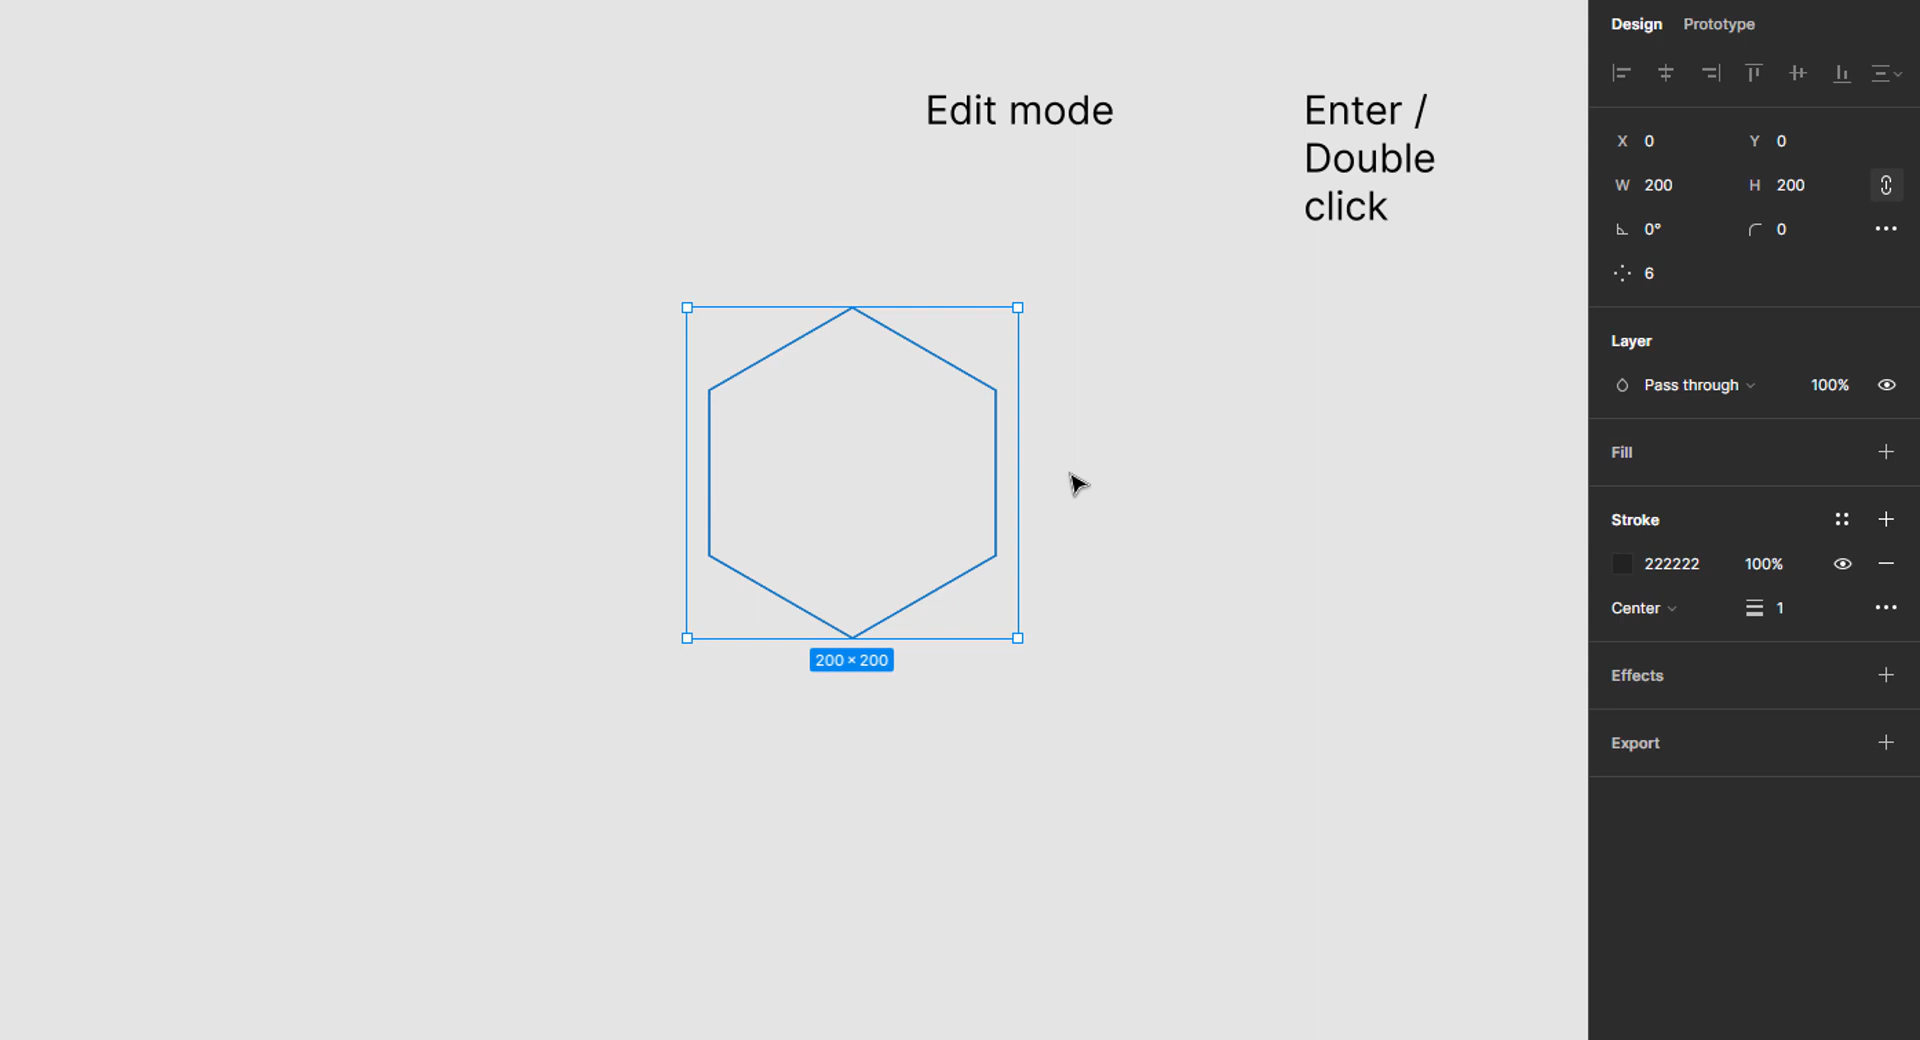 Design Prototype
Edit mode
Enter /
Double
click
X 0 Y 0
W 200 H 200
0° 0
6
Layer
Pass through 100%
Fill
Stroke
222222 100%
Center 1
200 × 200
Effects
Export